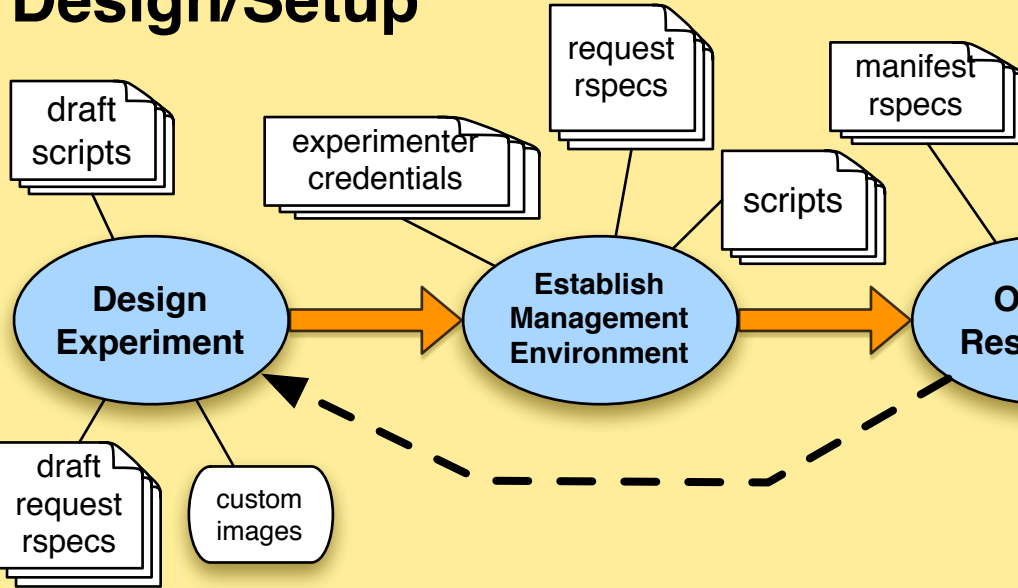 Design/Setup
request
rspecs
manifest
rspecs
draft
scripts
experimenter
credentials
scripts
Design
Experiment
Establish
Management
Environment
draft
request
rspecs
custom
images